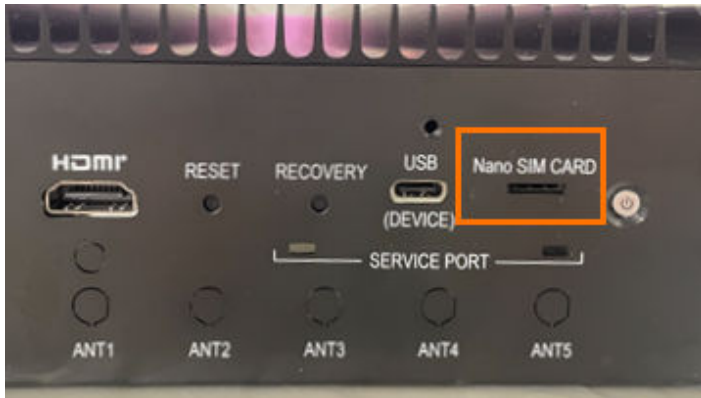 HDMI
RESET
RECOVERY
USB
Nano SIM CARD
(DEVICE)
SERVICE PORT
ANT1
ANT2
ANT3
ANT4
ANT5